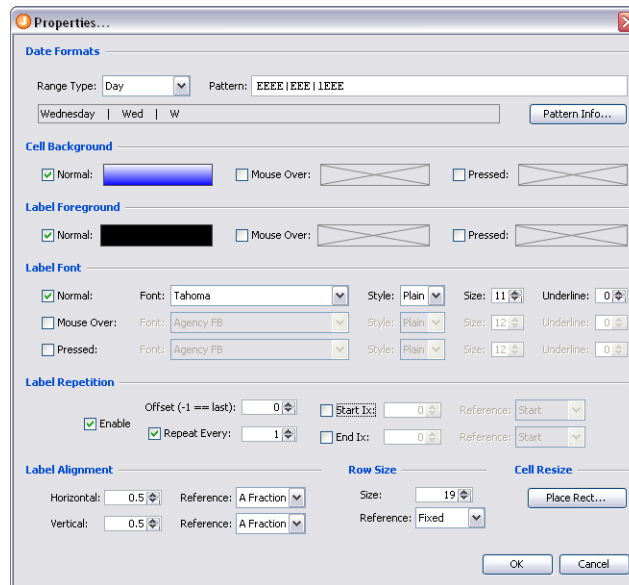 Properties...
Date Formats
Range Type: Day Pattern: EEEE|EEE|1EEE
Wednesday | Wed | W Pattern Info...
Cell Background
Normal: Mouse Over: Pressed:
Label Foreground
Normal: Mouse Over: Pressed:
Label Font
Normal: Font: Tahoma Style: Plain Size: 11 Underline: 0
Mouse Over: Font: Agency FB Style: Plain Size: 12 Underline: 0
Pressed: Font: Agency FB Style: Plain Size: 12 Underline: 0
Label Repetition
Offset (-1 == last): 0 Start Ix: 0 Reference: Start
Enable
Repeat Every: 1 End Ix: 0 Reference: Start
Label Alignment Row Size Cell Resize
Horizontal: 0.5 Reference: A Fraction Size: 19 Place Rect...
Vertical: 0.5 Reference: A Fraction Reference: Fixed
OK Cancel